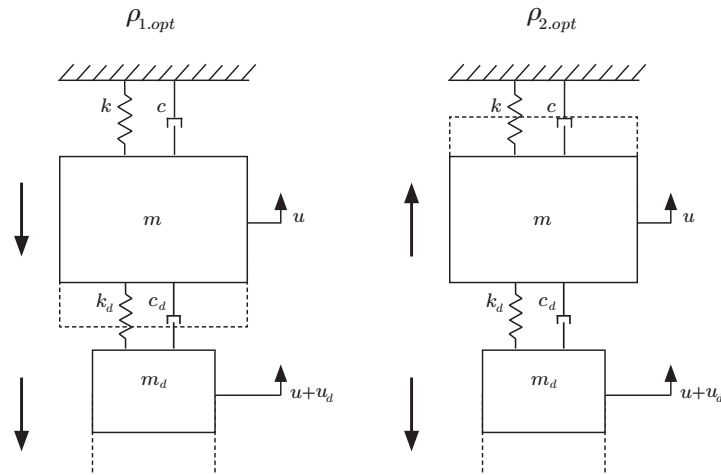 ρ1.opt ρ2.opt
k c k c
m u m u
kd cd kd cd
md md
u+ud u+ud